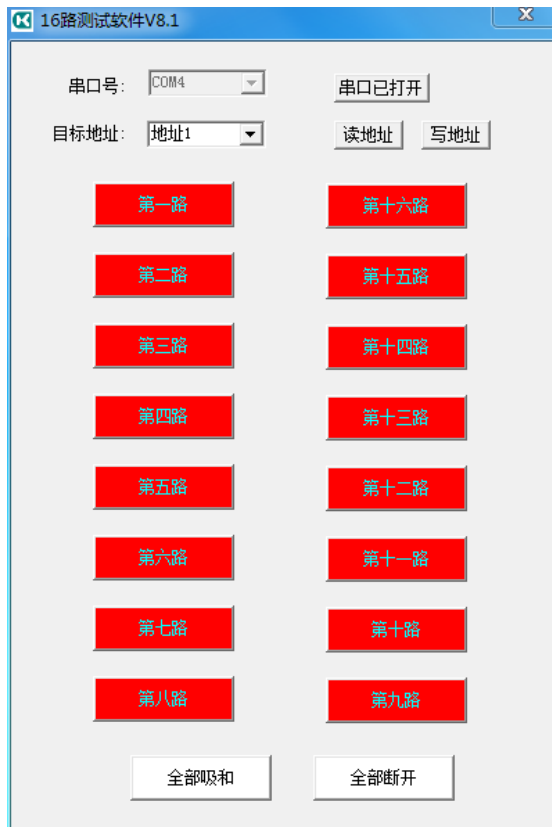 16路测试软件V8.1
串口号: COM4 串口已打开
目标地址: 地址1 读地址 写地址
第一路 第十六路
第二路 第十五路
第三路 第十四路
第四路 第十三路
第五路 第十二路
第六路 第十一路
第七路 第十路
第八路 第九路
全部吸和 全部断开